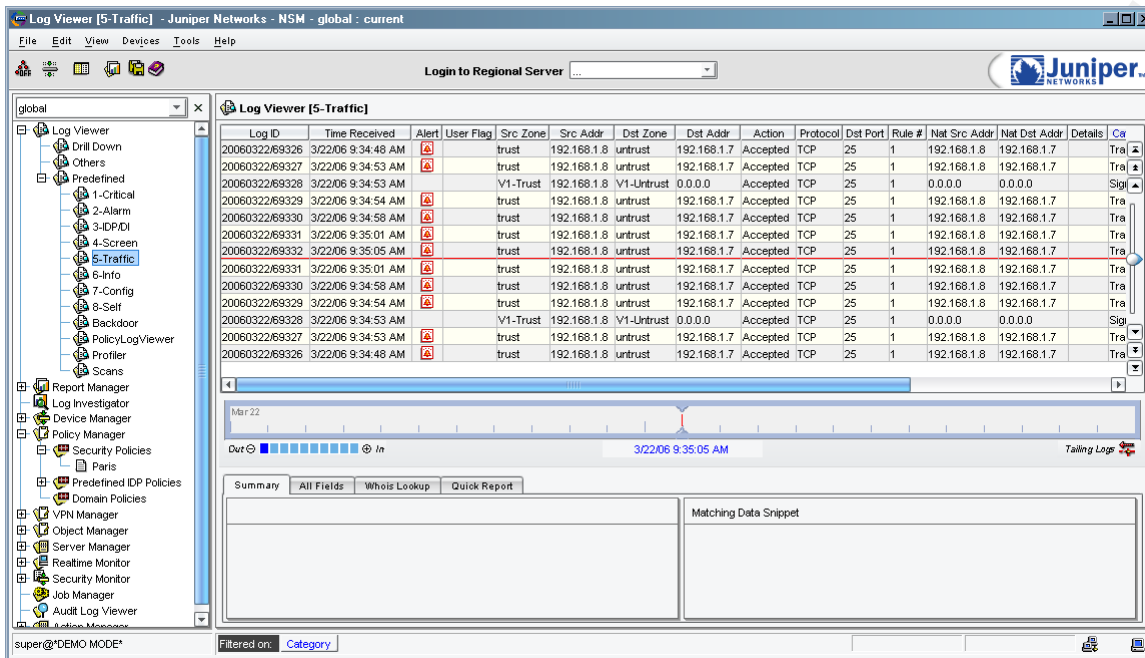 Log Viewer [5-Traffic] - Juniper Networks - NSM - global : current
File Edit View Devices Tools Help
Login to Regional Server ...
Juniper
NETWORKS
global
Log Viewer
Drill Down
Others
Predefined
1-Critical
2-Alarm
3-IDP/DI
4-Screen
5-Traffic
6-Info
7-Config
8-Self
Backdoor
PolicyLogViewer
Profiler
Scans
Report Manager
Log Investigator
Device Manager
Policy Manager
Security Policies
Paris
Predefined IDP Policies
Domain Policies
VPN Manager
Object Manager
Server Manager
Realtime Monitor
Security Monitor
Job Manager
Audit Log Viewer
Log Viewer [5-Traffic]
Log ID Time Received Alert User Flag Src Zone Src Addr Dst Zone Dst Addr Action Protocol Dst Port Rule # Nat Src Addr Nat Dst Addr Details Ca
20060322/69326 3/22/06 9:34:48 AM trust 192.168.1.8 untrust 192.168.1.7 Accepted TCP 25 1 192.168.1.8 192.168.1.7 Tra
20060322/69327 3/22/06 9:34:53 AM trust 192.168.1.8 untrust 192.168.1.7 Accepted TCP 25 1 192.168.1.8 192.168.1.7 Tra
20060322/69328 3/22/06 9:34:53 AM V1-Trust 192.168.1.8 V1-Untrust 0.0.0.0 Accepted TCP 25 1 0.0.0.0 0.0.0.0 Sig
20060322/69329 3/22/06 9:34:54 AM trust 192.168.1.8 untrust 192.168.1.7 Accepted TCP 25 1 192.168.1.8 192.168.1.7 Tra
20060322/69330 3/22/06 9:34:58 AM trust 192.168.1.8 untrust 192.168.1.7 Accepted TCP 25 1 192.168.1.8 192.168.1.7 Tra
20060322/69331 3/22/06 9:35:01 AM trust 192.168.1.8 untrust 192.168.1.7 Accepted TCP 25 1 192.168.1.8 192.168.1.7 Tra
20060322/69332 3/22/06 9:35:05 AM trust 192.168.1.8 untrust 192.168.1.7 Accepted TCP 25 1 192.168.1.8 192.168.1.7 Tra
20060322/69331 3/22/06 9:35:01 AM trust 192.168.1.8 untrust 192.168.1.7 Accepted TCP 25 1 192.168.1.8 192.168.1.7 Tra
20060322/69330 3/22/06 9:34:58 AM trust 192.168.1.8 untrust 192.168.1.7 Accepted TCP 25 1 192.168.1.8 192.168.1.7 Tra
20060322/69329 3/22/06 9:34:54 AM trust 192.168.1.8 untrust 192.168.1.7 Accepted TCP 25 1 192.168.1.8 192.168.1.7 Tra
20060322/69328 3/22/06 9:34:53 AM V1-Trust 192.168.1.8 V1-Untrust 0.0.0.0 Accepted TCP 25 1 0.0.0.0 0.0.0.0 Sig
20060322/69327 3/22/06 9:34:53 AM trust 192.168.1.8 untrust 192.168.1.7 Accepted TCP 25 1 192.168.1.8 192.168.1.7 Tra
20060322/69326 3/22/06 9:34:48 AM trust 192.168.1.8 untrust 192.168.1.7 Accepted TCP 25 1 192.168.1.8 192.168.1.7 Tra
Mar 22
Out In 3/22/06 9:35:05 AM Tailing Logs
Summary All Fields Whois Lookup Quick Report
Matching Data Snippet
super@*DEMO MODE* Filtered on: Category